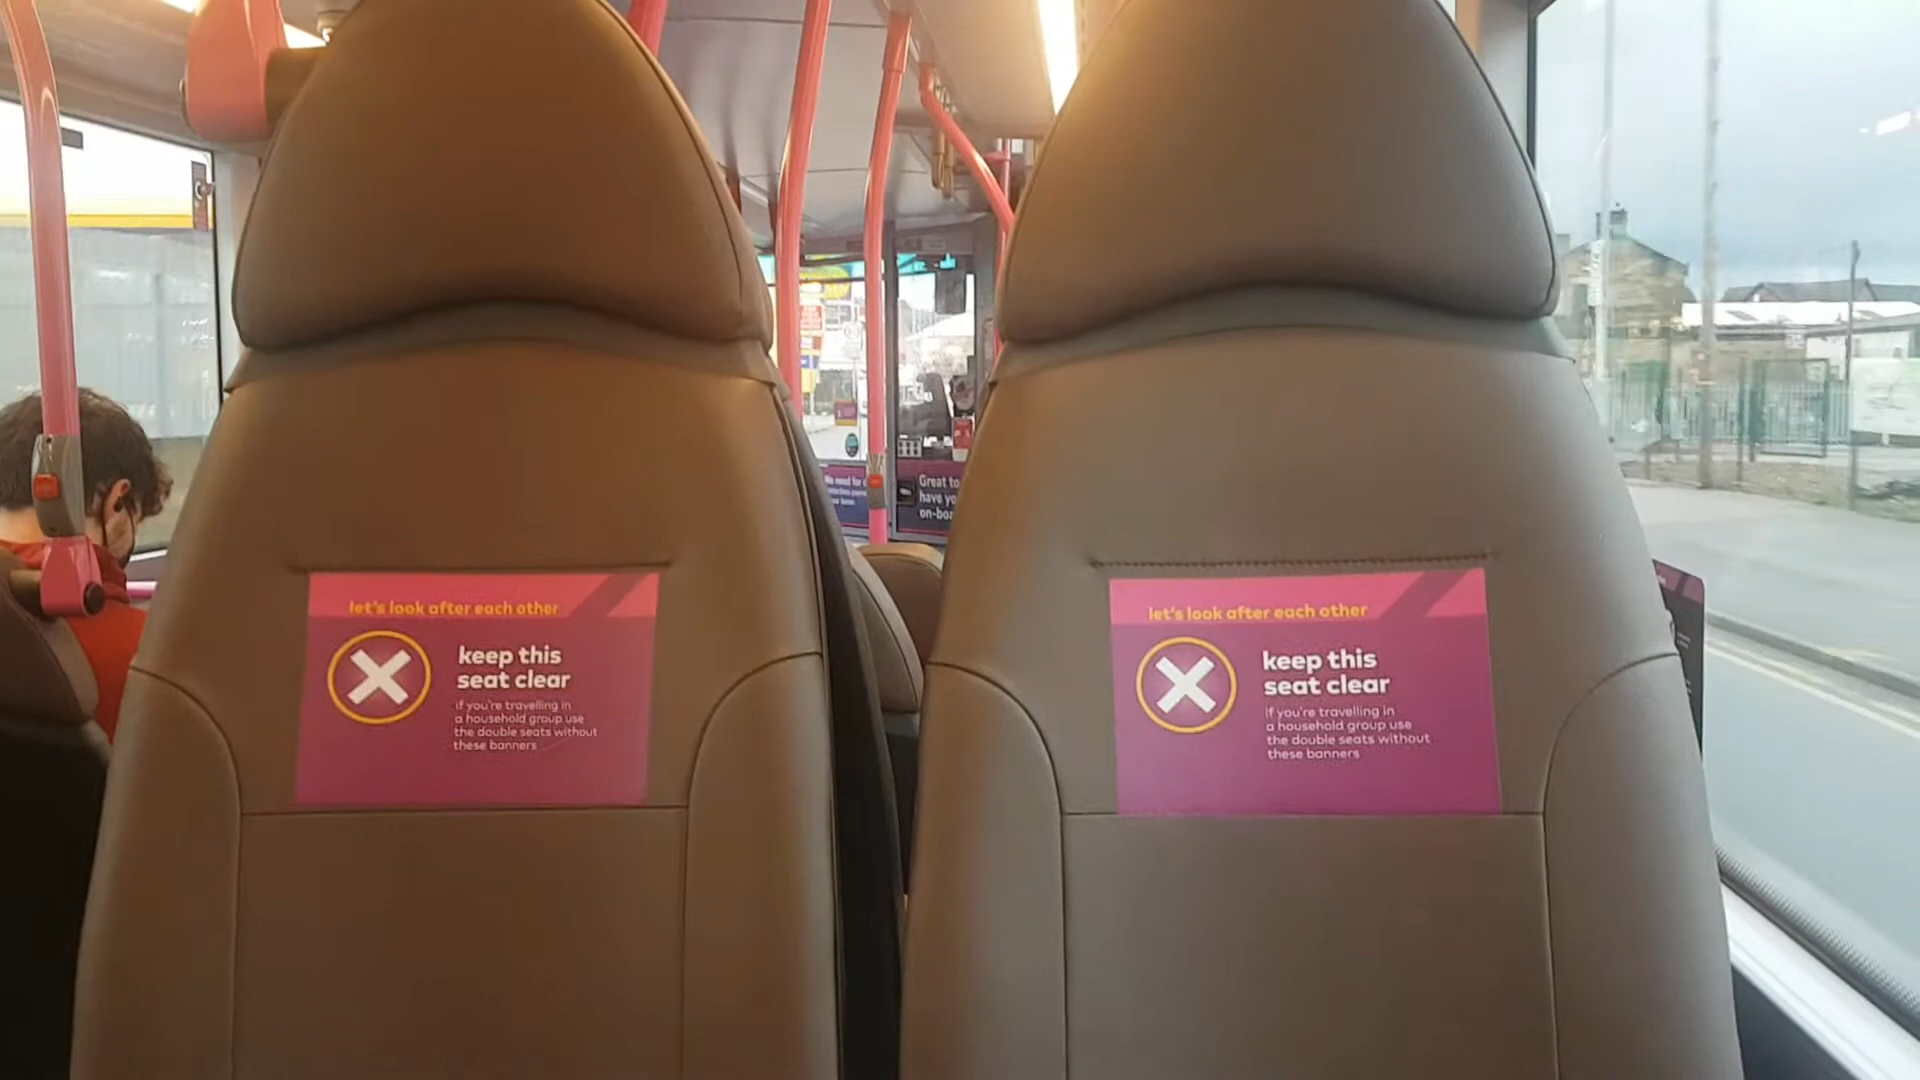 Great to
have yo
on-boa
let's look after each other
keep this
seat clear
if you're travelling in
a household group use
the double seats without
these banners
let's look after each other
keep this
seat clear
if you're travelling in
a household group use
the double seats without
these banners